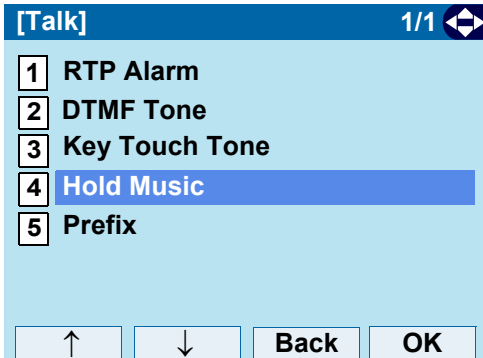 [Talk] 1/1
1 RTP Alarm
2 DTMF Tone
3 Key Touch Tone
4 Hold Music
5 Prefix
↑ ↓ Back OK